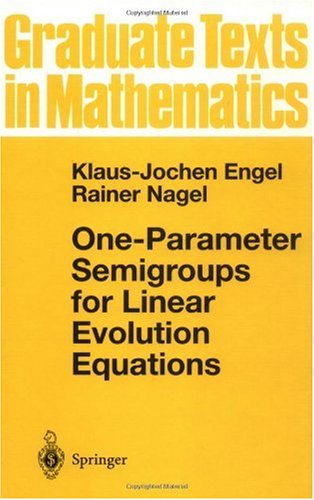 Graduate Texts
in Mathematics
Klaus-Jochen Engel
Rainer Nagel
One-Parameter
Semigroups
for Linear
Evolution
Equations
Springer